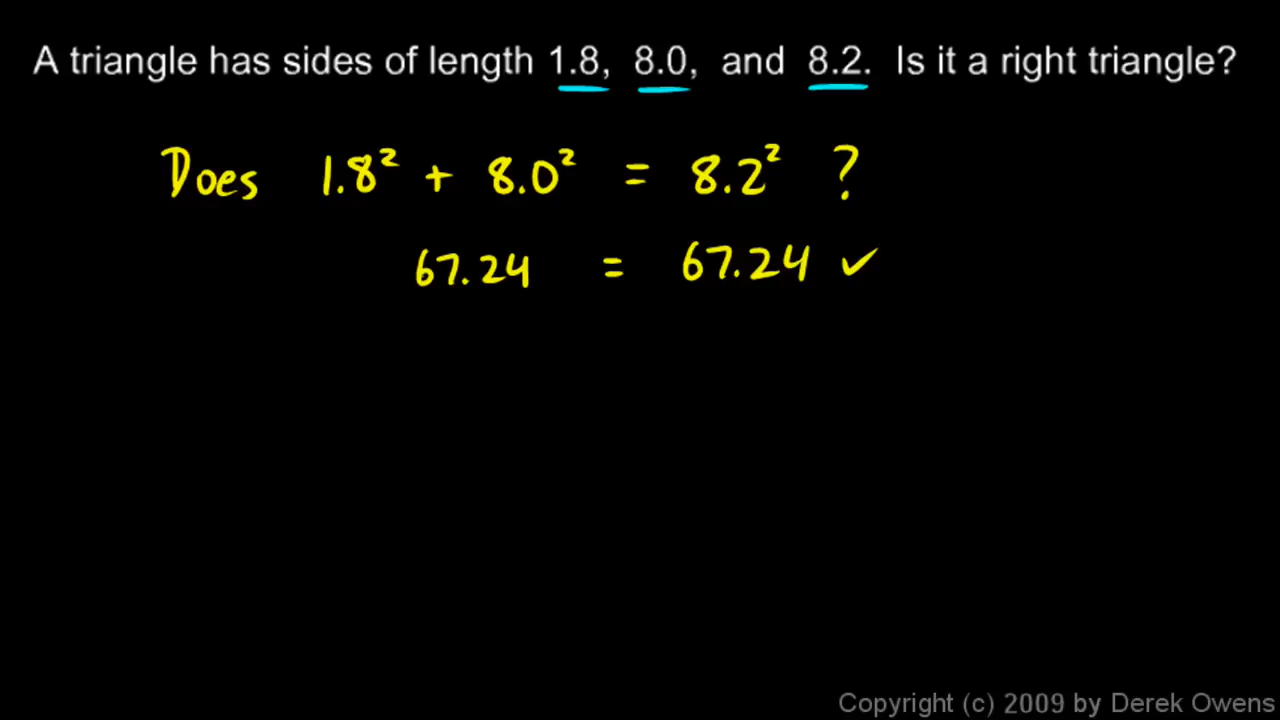 A triangle has sides of length 1.8, 8.0, and 8.2. Is it a right triangle?
Does 1.8² + 8.0² = 8.2² ?
67.24 = 67.24 ✓
Copyright (c) 2009 by Derek Owens